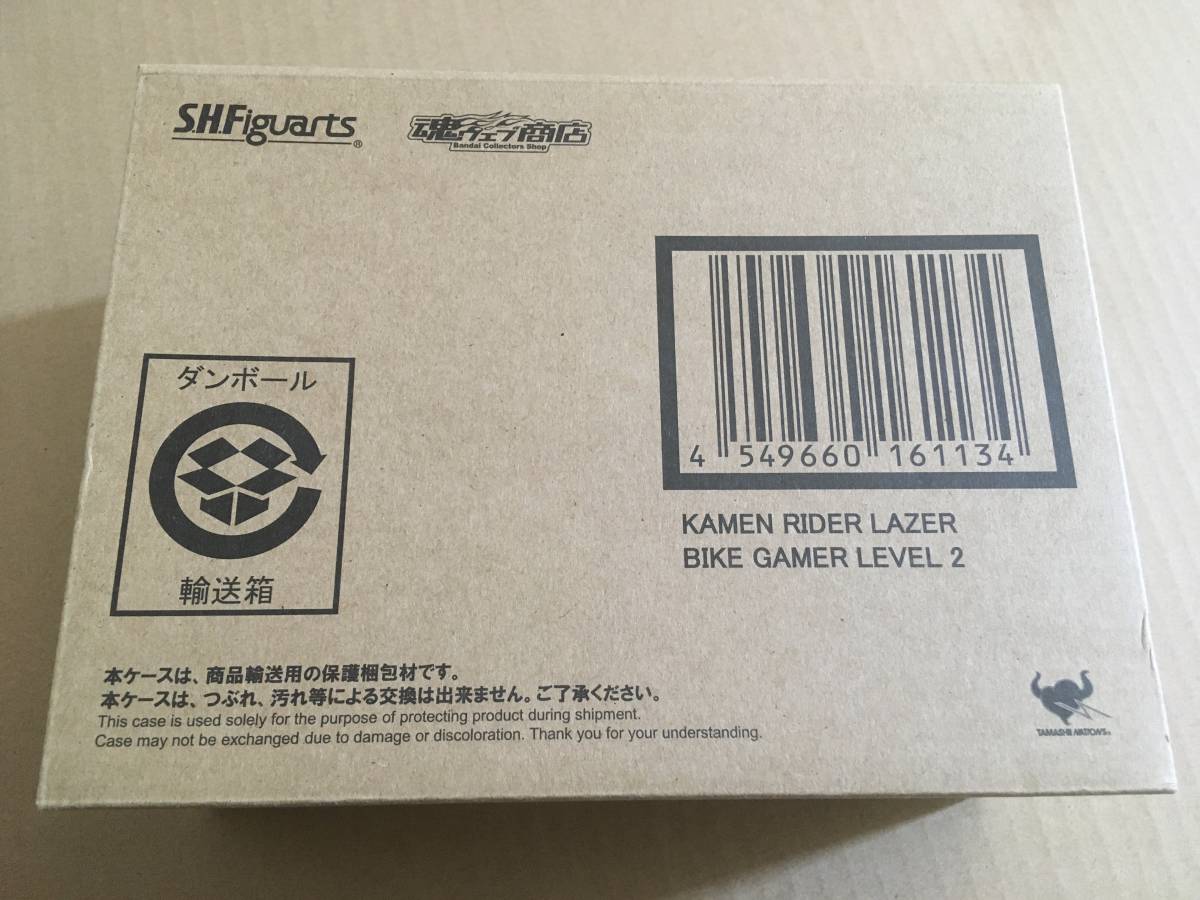 S.H.Figuarts®
魂ウェブ商店
Bandai Collectors Shop
4 549660 161134
KAMEN RIDER LAZER
BIKE GAMER LEVEL 2
ダンボール
輸送箱
本ケースは、商品輸送用の保護梱包材です。
本ケースは、つぶれ、汚れ等による交換は出来ません。ご了承ください。
This case is used solely for the purpose of protecting product during shipment.
Case may not be exchanged due to damage or discoloration. Thank you for your understanding.
TAMASHII NATIONS®